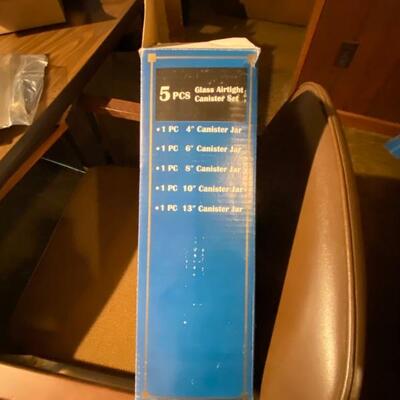 5 PCS Glass Airtight
Canister Set
• 1 PC 4" Canister Jar
• 1 PC 6" Canister Jar
• 1 PC 8" Canister Jar
• 1 PC 10" Canister Jar
• 1 PC 13" Canister Jar